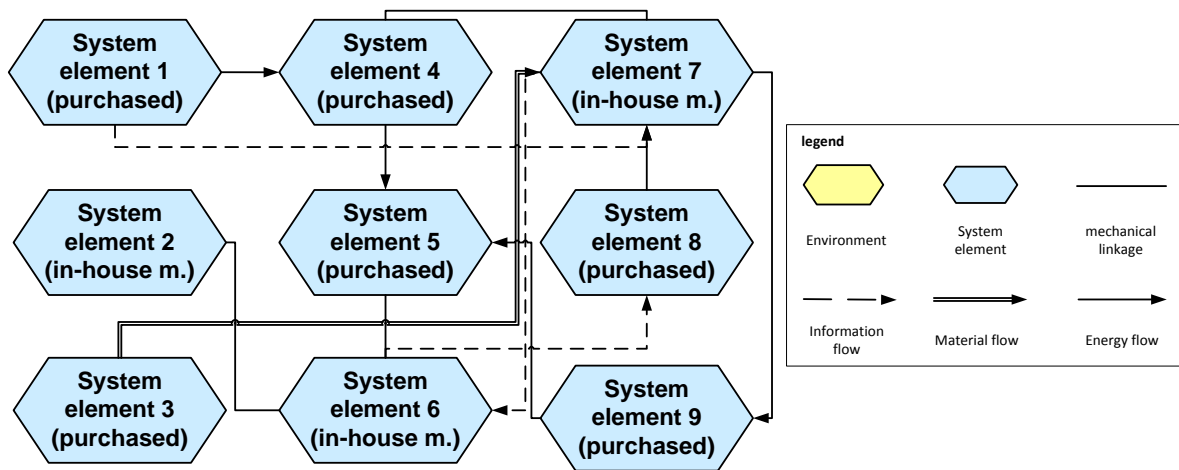 System
element 1
(purchased)
System
element 4
(purchased)
System
element 7
(in-house m.)
System
element 2
(in-house m.)
System
element 5
(purchased)
System
element 8
(purchased)
System
element 3
(purchased)
System
element 6
(in-house m.)
System
element 9
(purchased)
legend
Environment
System
element
mechanical
linkage
Information
flow
Material flow
Energy flow